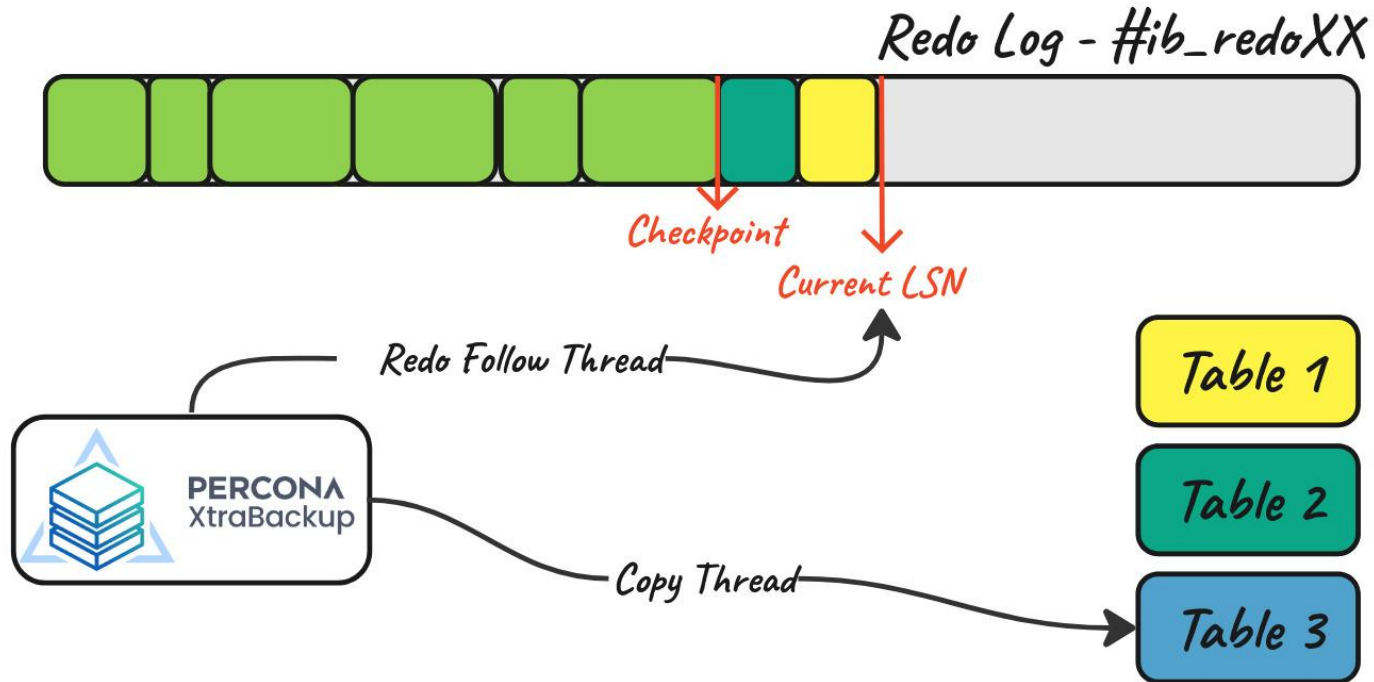 Redo Log - #ib_redoXX
Checkpoint
Current LSN
Redo Follow Thread
Table 1
PERCONA
XtraBackup
Table 2
Copy Thread
Table 3